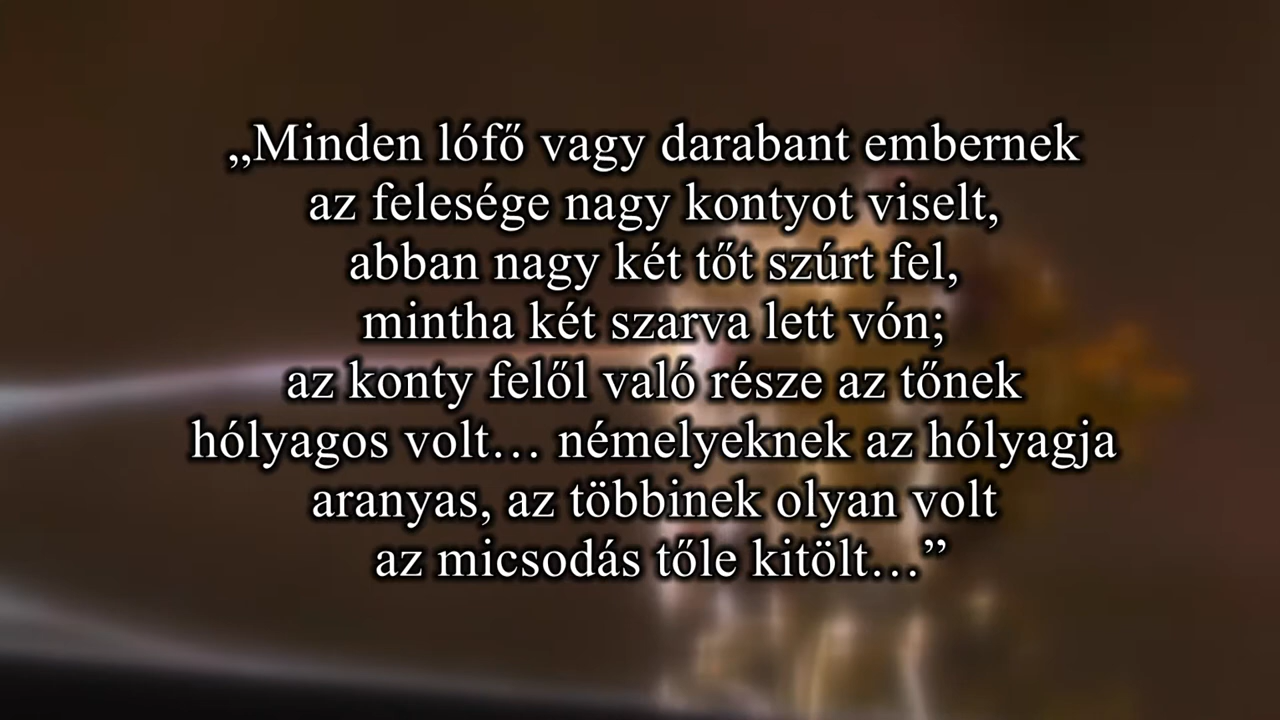 „Minden lófő vagy darabant embernek
az felesége nagy kontyot viselt,
abban nagy két tőt szúrt fel,
mintha két szarva lett vón;
az konty felől való része az tőnek
hólyagos volt… némelyeknek az hólyagja
aranyas, az többinek olyan volt
az micsodás tőle kitölt…”